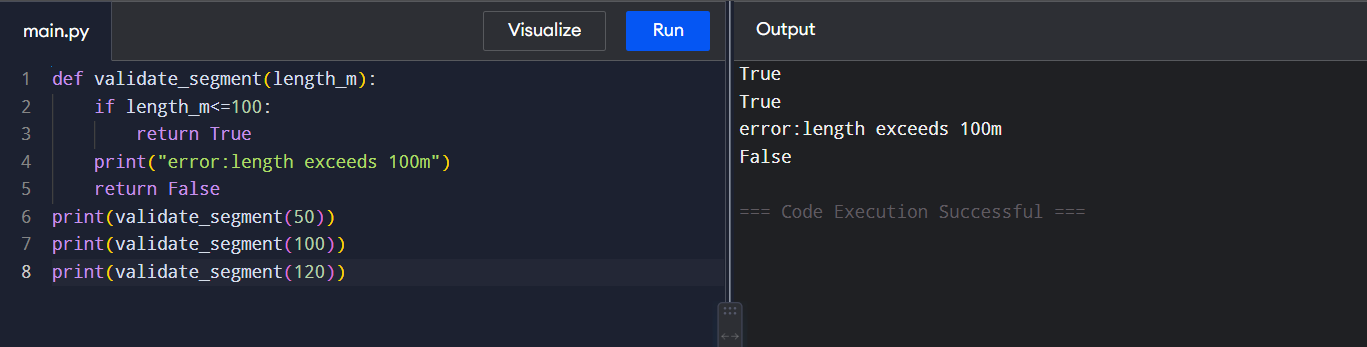 main.py
Visualize
Run
1 def validate_segment(length_m):
2     if length_m<=100:
3         return True
4     print("error:length exceeds 100m")
5     return False
6 print(validate_segment(50))
7 print(validate_segment(100))
8 print(validate_segment(120))
Output
True
True
error:length exceeds 100m
False
=== Code Execution Successful ===